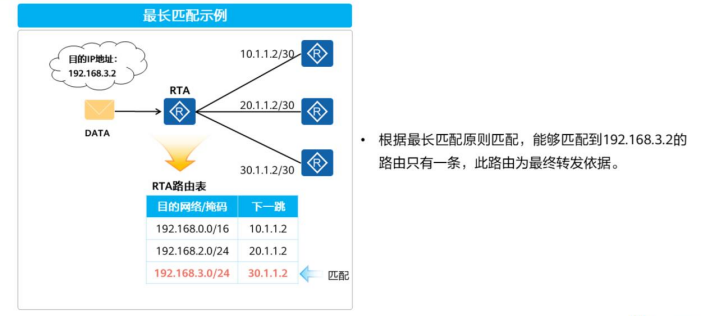 最长匹配示例
目的IP地址：
192.168.3.2
10.1.1.2/30
RTA
20.1.1.2/30
DATA
30.1.1.2/30
RTA路由表
目的网络/掩码 下一跳
192.168.0.0/16 10.1.1.2
192.168.2.0/24 20.1.1.2
192.168.3.0/24 30.1.1.2 匹配
• 根据最长匹配原则匹配，能够匹配到192.168.3.2的
路由只有一条，此路由为最终转发依据。
R
R
R
R